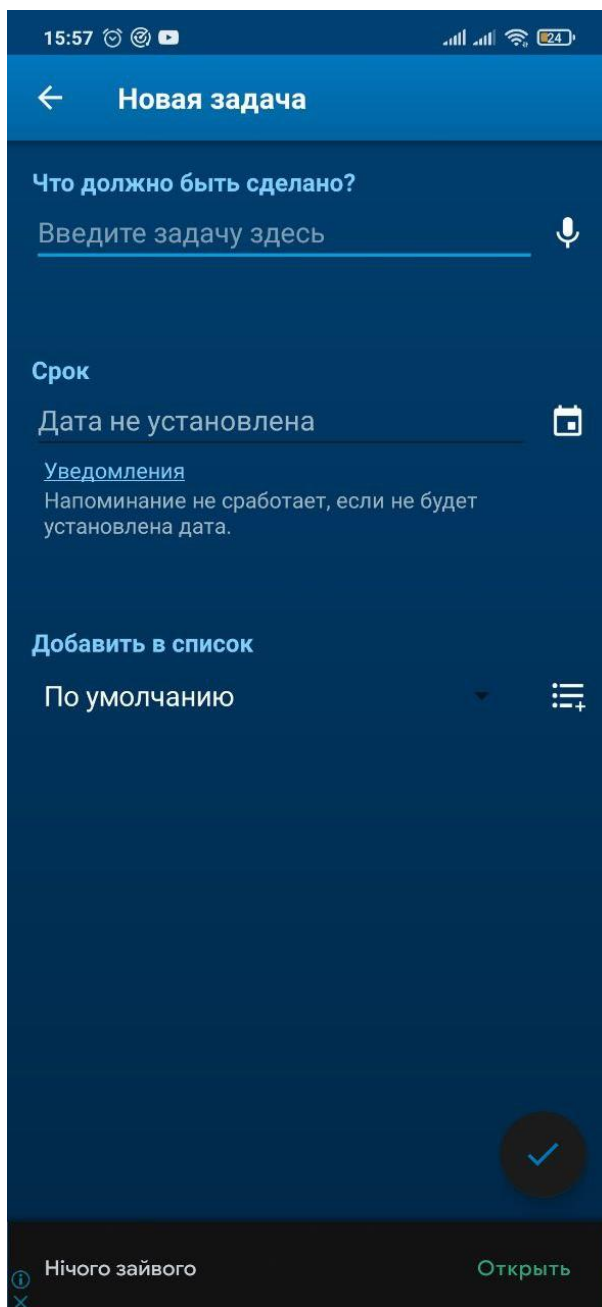 15:57
24
Новая задача
Что должно быть сделано?
Введите задачу здесь
Срок
Дата не установлена
Уведомления
Напоминание не сработает, если не будет
установлена дата.
Добавить в список
По умолчанию
Нічого зайвого
Открыть